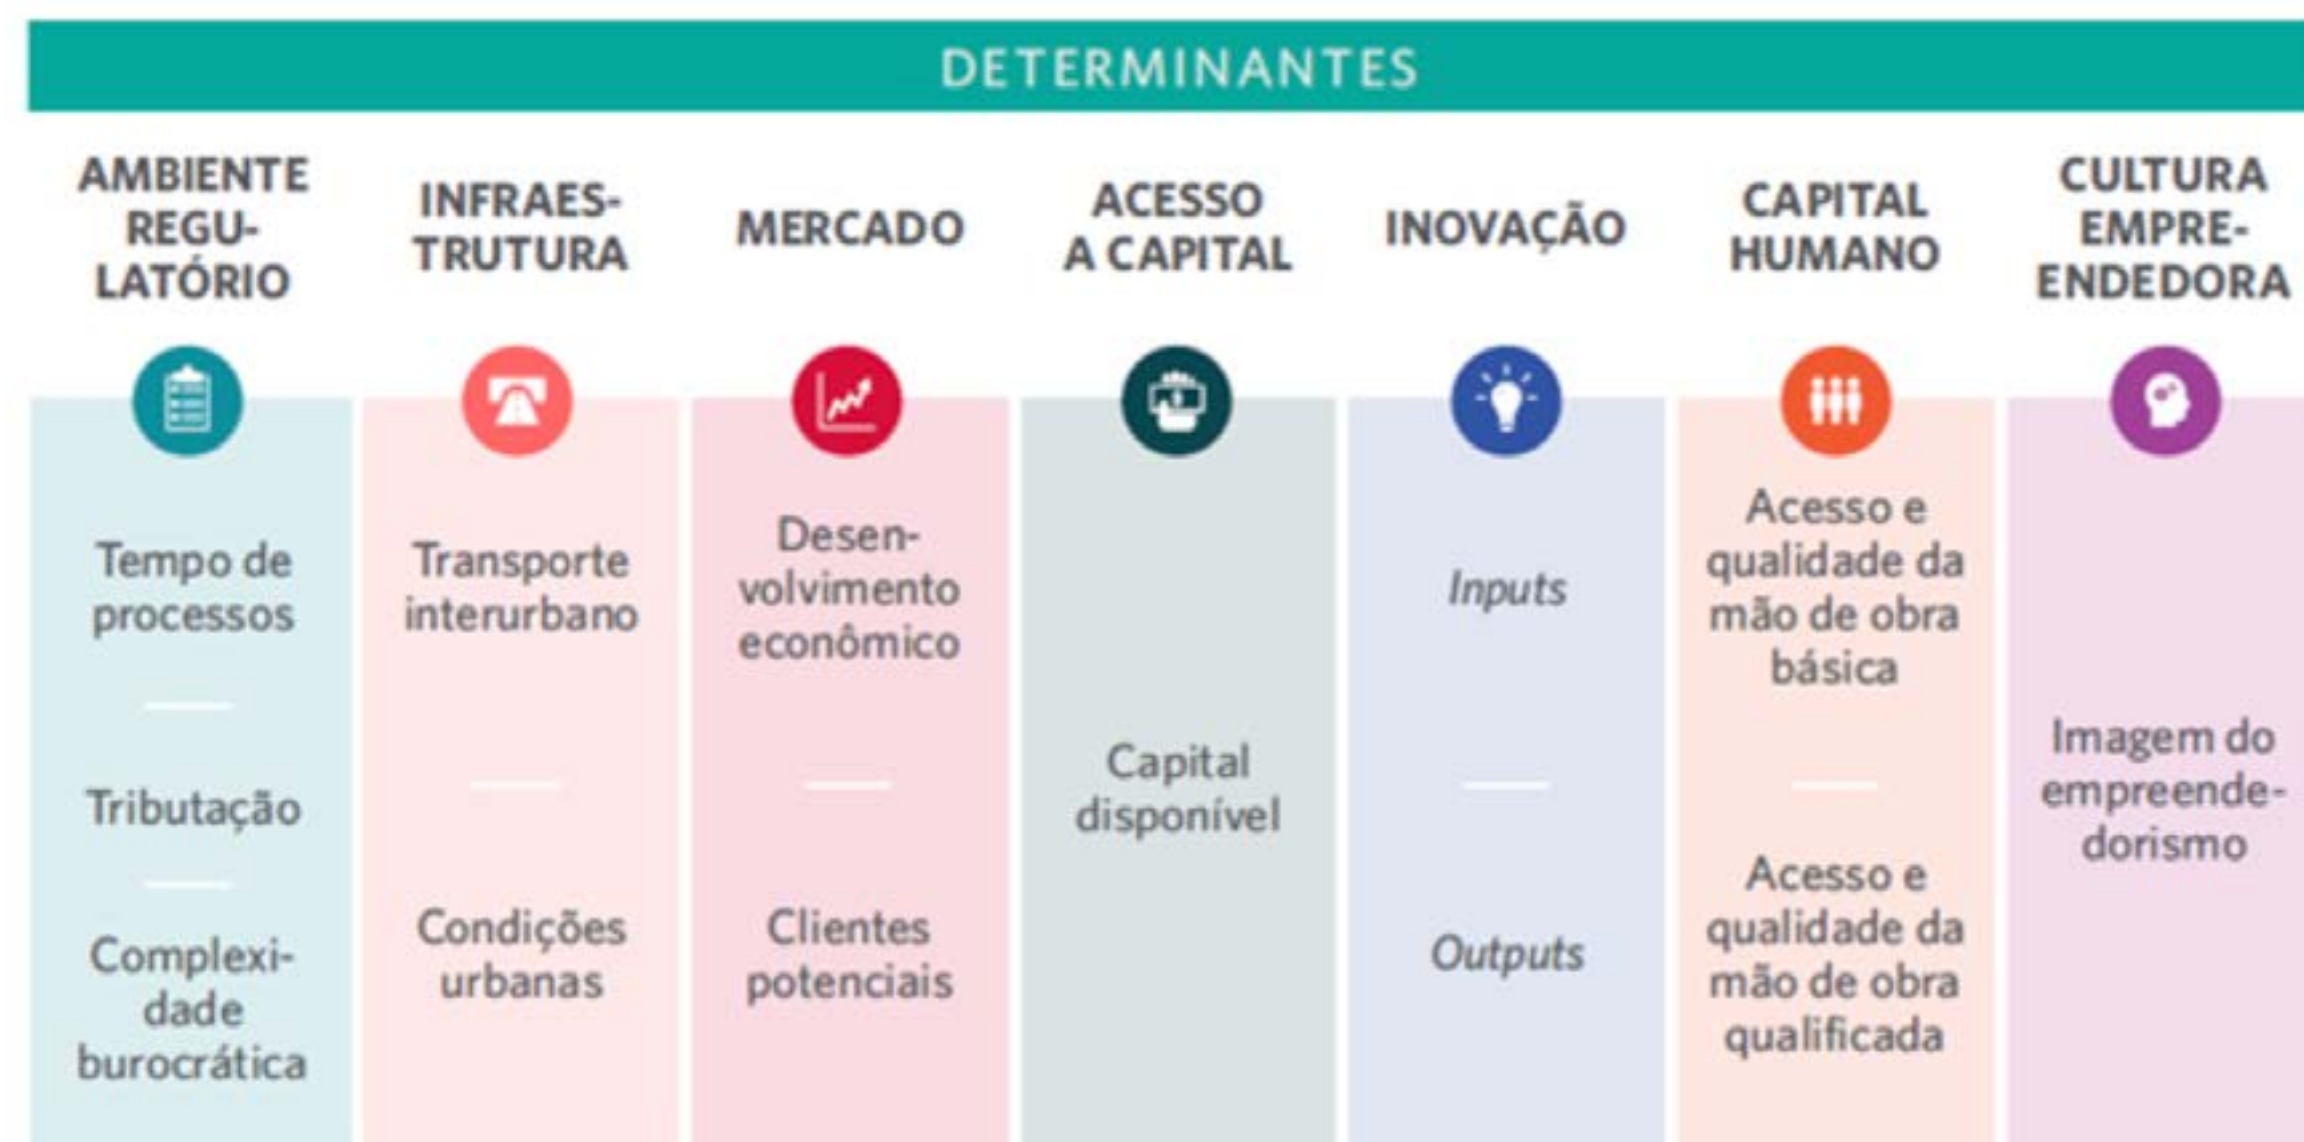 DETERMINANTES
AMBIENTE
REGU-
LATÓRIO
INFRAES-
TRUTURA
MERCADO
ACESSO
A CAPITAL
INOVAÇÃO
CAPITAL
HUMANO
CULTURA
EMPRE-
ENDEDORA
Tempo de
processos
Tributação
Complexi-
dade
burocrática
Transporte
interurbano
Condições
urbanas
Desen-
volvimento
econômico
Clientes
potenciais
Capital
disponível
Inputs
Outputs
Acesso e
qualidade da
mão de obra
básica
Acesso e
qualidade da
mão de obra
qualificada
Imagem do
empreende-
dorismo